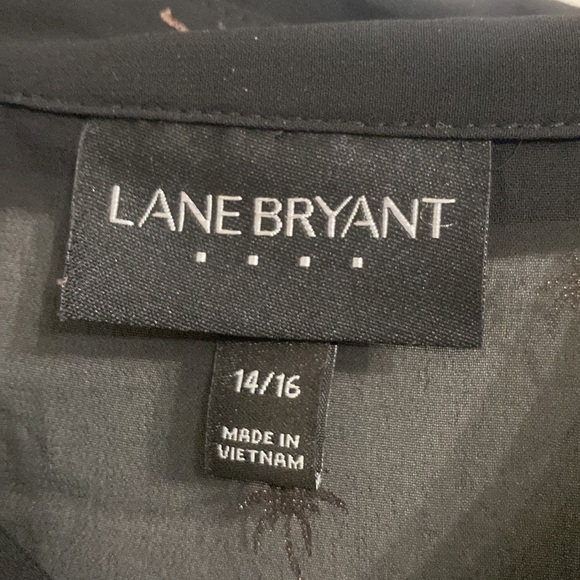 LANE BRYANT
14/16
MADE IN
VIETNAM